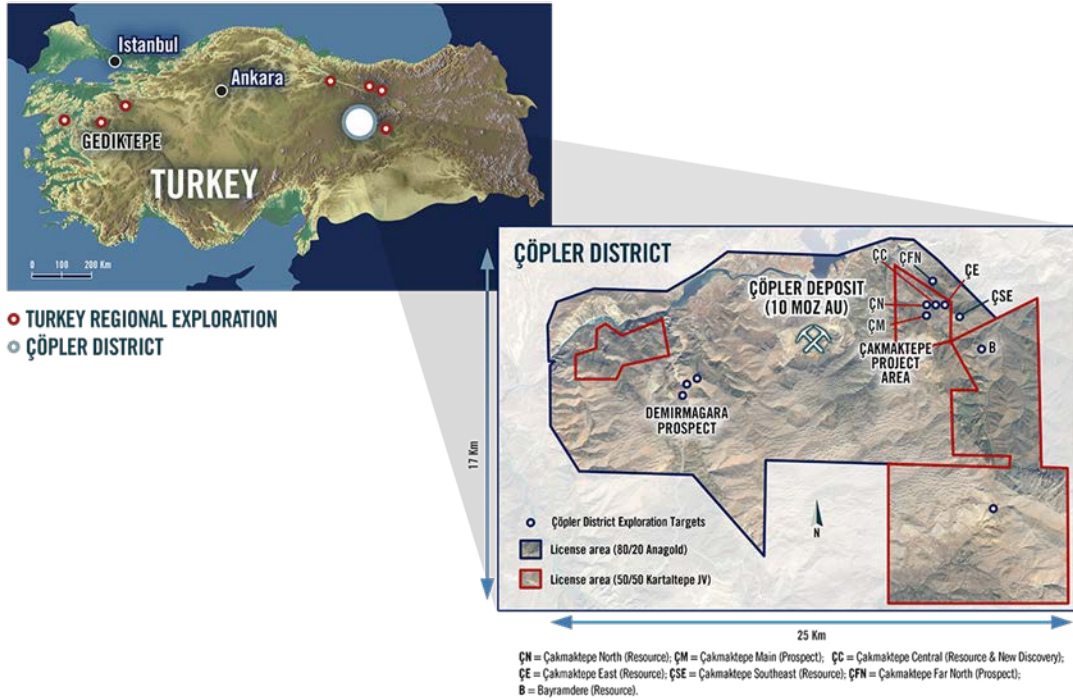 Istanbul
Ankara
GEDIKTEPE
TURKEY
0 100 200 Km
TURKEY REGIONAL EXPLORATION
ÇÖPLER DISTRICT
ÇÖPLER DISTRICT
ÇC
ÇFN
ÇE
ÇÖPLER DEPOSIT
(10 MOZ AU)
ÇN
ÇSE
ÇM
ÇAKMAKTEPE
PROJECT
AREA
B
DEMIRMAGARA
PROSPECT
17 Km
N
Çöpler District Exploration Targets
License area (80/20 Anagold)
License area (50/50 Kartaltepe JV)
25 Km
ÇN = Çakmaktepe North (Resource); ÇM = Çakmaktepe Main (Prospect); ÇC = Çakmaktepe Central (Resource & New Discovery);
ÇE = Çakmaktepe East (Resource); ÇSE = Çakmaktepe Southeast (Resource); ÇFN = Çakmaktepe Far North (Prospect);
B = Bayramdere (Resource).